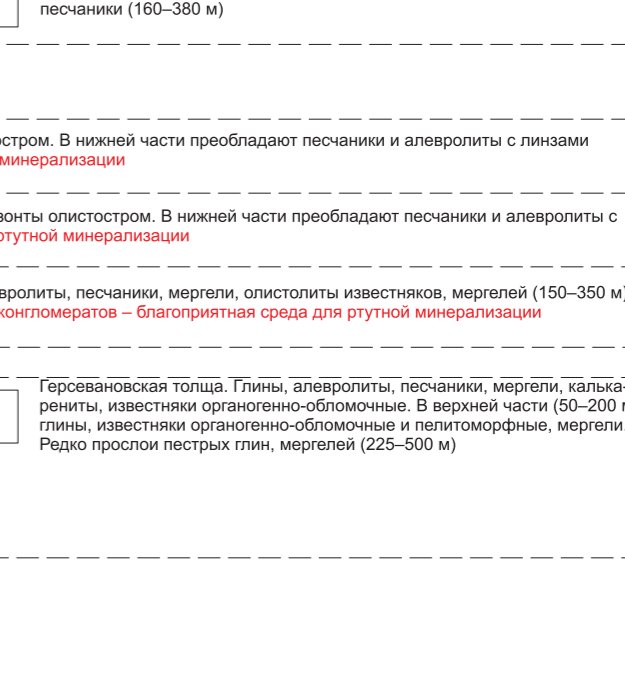 песчаники (160–380 м)
остром. В нижней части преобладают песчаники и алевролиты с линзами
минерализации
зонты олистостром. В нижней части преобладают песчаники и алевролиты с
ртутной минерализации
вролиты, песчаники, мергели, олистолиты известняков, мергелей (150–350 м)
конгломератов – благоприятная среда для ртутной минерализации
Герсевановская толща. Глины, алевролиты, песчаники, мергели, калька-
рениты, известняки органогенно-обломочные. В верхней части (50–200 м
глины, известняки органогенно-обломочные и пелитоморфные, мергели.
Редко прослои пестрых глин, мергелей (225–500 м)